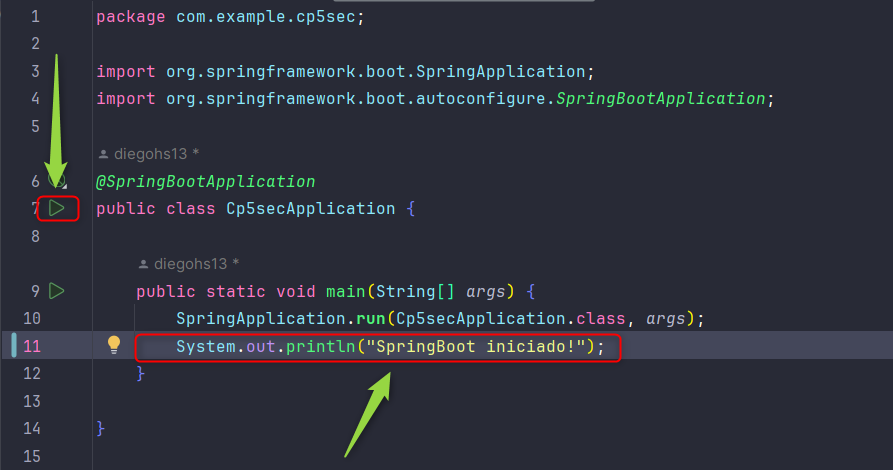 1 package com.example.cp5sec;
2
3 import org.springframework.boot.SpringApplication;
4 import org.springframework.boot.autoconfigure.SpringBootApplication;
5
diegohs13 *
6 @SpringBootApplication
7 public class Cp5secApplication {
8
diegohs13 *
9 public static void main(String[] args) {
10 SpringApplication.run(Cp5secApplication.class, args);
11 System.out.println("SpringBoot iniciado!");
12 }
13
14 }
15